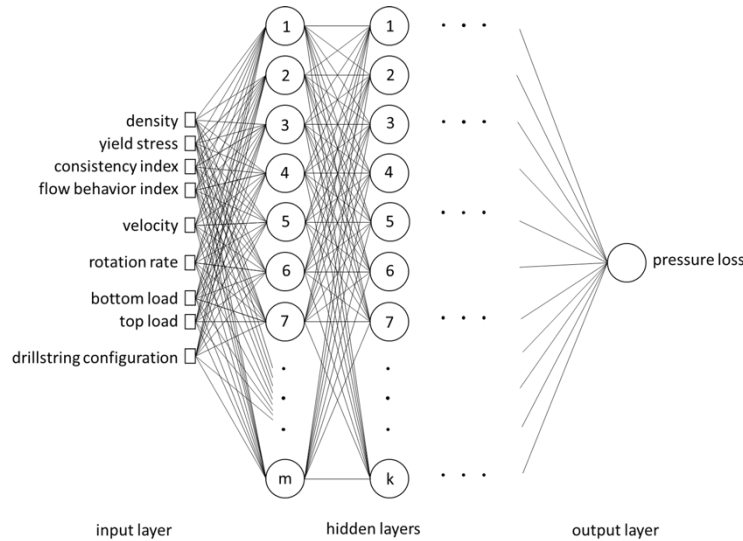 density
yield stress
consistency index
flow behavior index
velocity
rotation rate
bottom load
top load
drillstring configuration
1
2
3
4
5
6
7
m
1
2
3
4
5
6
7
k
pressure loss
input layer
hidden layers
output layer